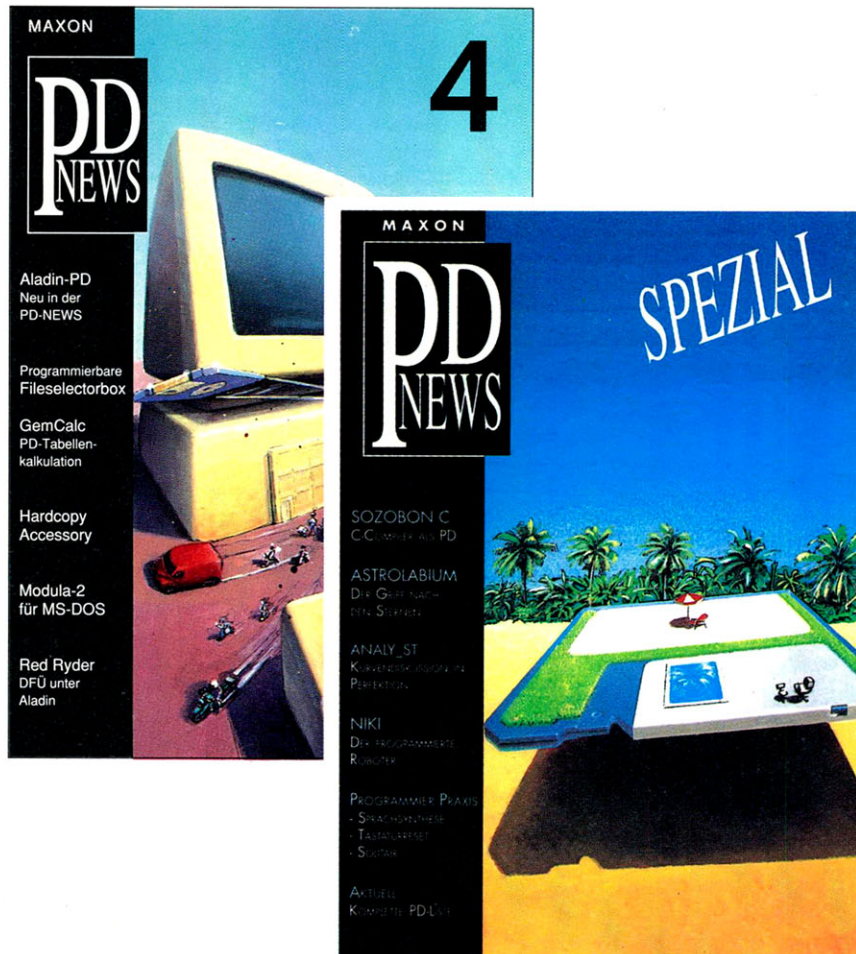 MAXON
4
PD
NEWS
Aladin-PD
Neu in der
PD-NEWS
Programmierbare
Fileselectorbox
GemCalc
PD-Tabellen-
kalkulation
Hardcopy
Accessory
Modula-2
für MS-DOS
Red Ryder
DFÜ unter
Aladin
MAXON
PD
NEWS
SPEZIAL
SOZOBON C
C-COMPILER ALS PD
ASTROLABIUM
DER GRIFF NACH
DEN STERNEN
ANALY_ST
KURVENDISKUSSION IN
PERFEKTION
NIKI
DER PROGRAMMIERTE
ROBOTER
PROGRAMMIER PRAXIS
- SPRACHSYNTHESE
- TASTATURRESET
- SOLITAIR
AKTUELL
KOMPLETTE PD-LISTE